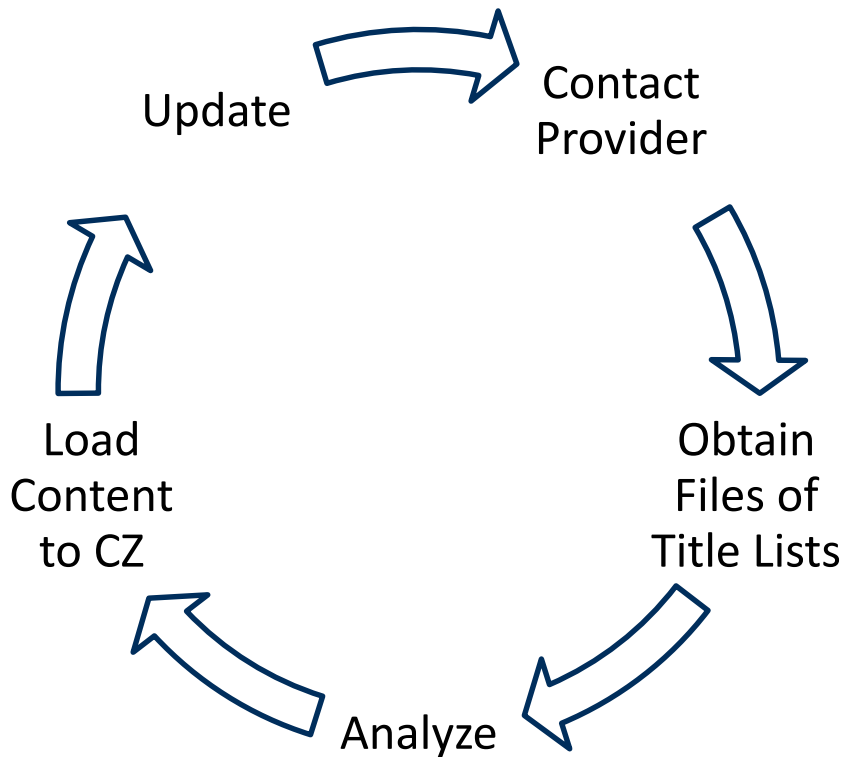 Update
Contact
Provider
Obtain
Files of
Title Lists
Analyze
Load
Content
to CZ